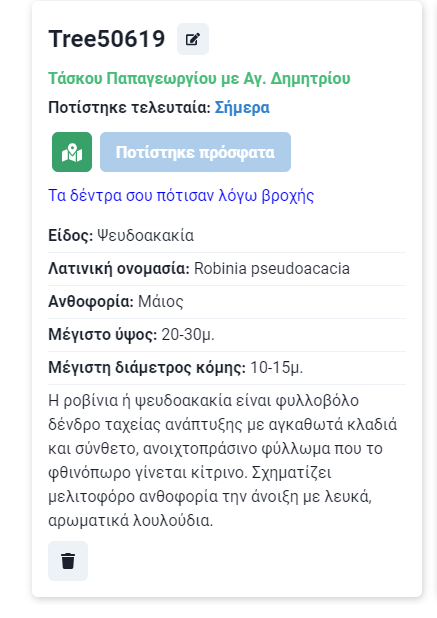 Tree50619
Τάσκου Παπαγεωργίου με Αγ. Δημητρίου
Ποτίστηκε τελευταία: Σήμερα
Ποτίστηκε πρόσφατα
Τα δέντρα σου πότισαν λόγω βροχής
Είδος: Ψευδοακακία
Λατινική ονομασία: Robinia pseudoacacia
Ανθοφορία: Μάιος
Μέγιστο ύψος: 20-30μ.
Μέγιστη διάμετρος κόμης: 10-15μ.
Η ροβίνια ή ψευδοακακία είναι φυλλοβόλο
δένδρο ταχείας ανάπτυξης με αγκαθωτά κλαδιά
και σύνθετο, ανοιχτοπράσινο φύλλωμα που το
φθινόπωρο γίνεται κίτρινο. Σχηματίζει
μελιτοφόρο ανθοφορία την άνοιξη με λευκά,
αρωματικά λουλούδια.